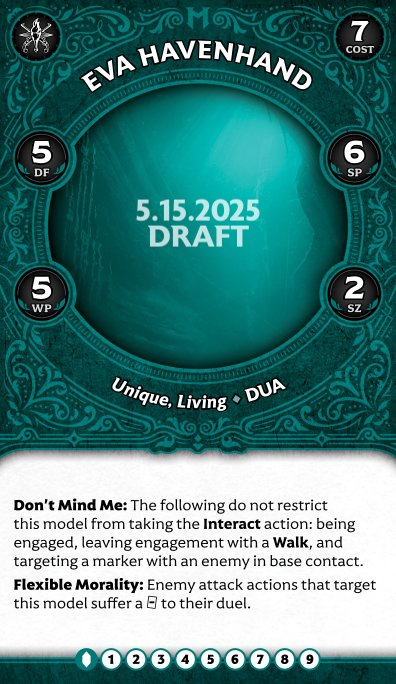 7
COST
EVA HAVENHAND
5
DF
6
SP
5.15.2025
DRAFT
5
WP
2
SZ
Unique, Living ⬥ DUA
Don't Mind Me: The following do not restrict
this model from taking the Interact action: being
engaged, leaving engagement with a Walk, and
targeting a marker with an enemy in base contact.
Flexible Morality: Enemy attack actions that target
this model suffer a to their duel.
1 2 3 4 5 6 7 8 9